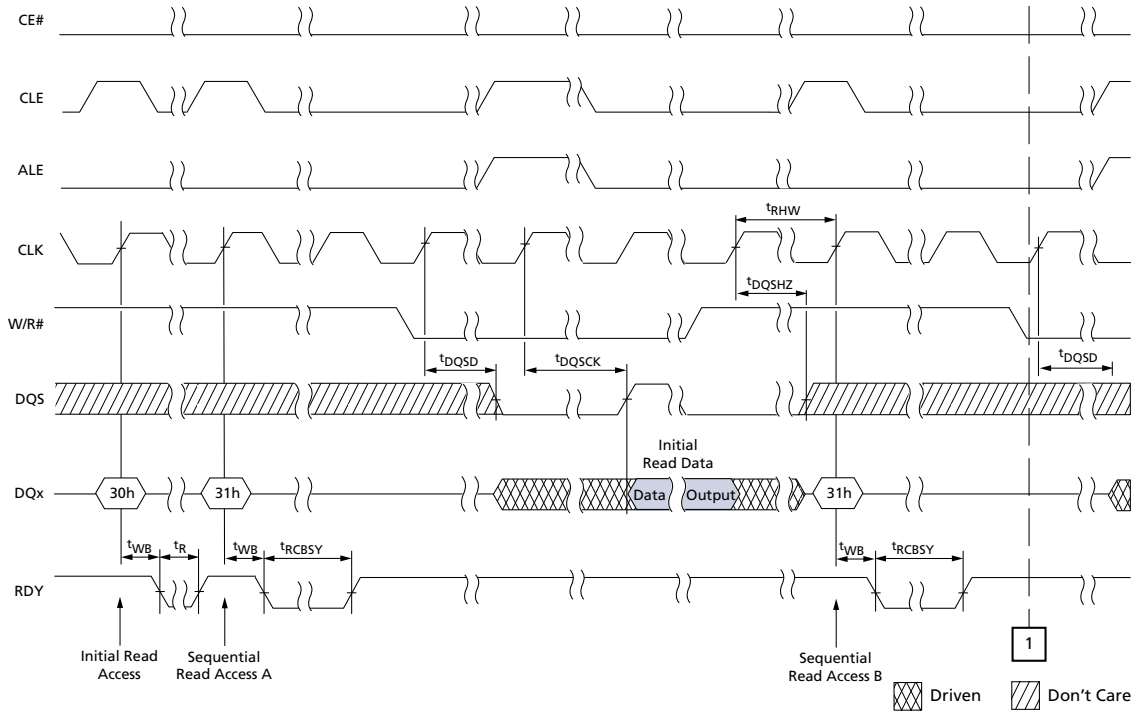 CE#
CLE
ALE
CLK
tRHW
tDQSHZ
W/R#
tDQSD
tDQSCK
tDQSD
DQS
Initial
Read Data
DQx
30h
31h
Data
Output
31h
tWB
tR
tWB
tRCBSY
tWB
tRCBSY
RDY
Initial Read
Access
Sequential
Read Access A
Sequential
Read Access B
1
Driven
Don't Care